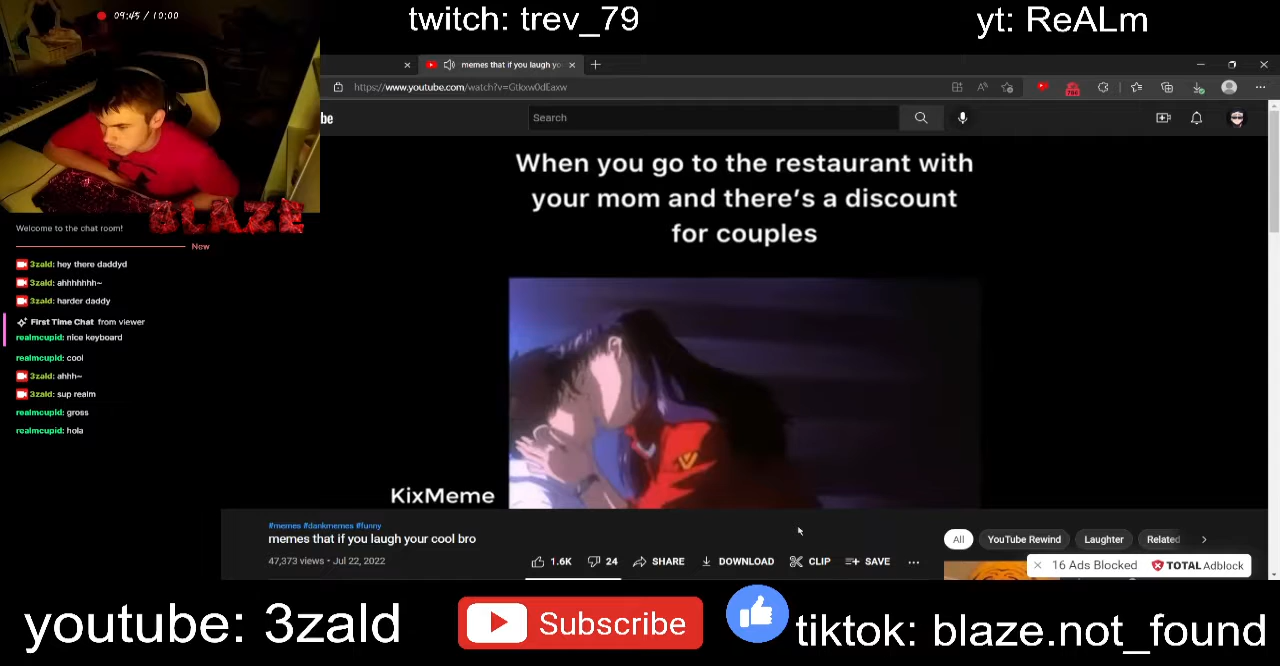 twitch: trev_79
yt: ReALm
09:45 / 10:00
memes that if you laugh yo
https://www.youtube.com/watch?v=Gtkxw0dEaxw
be
Search
When you go to the restaurant with
your mom and there's a discount
for couples
BLAZE
Welcome to the chat room!
New
3zald: hey there daddyd
3zald: ahhhhhhh~
3zald: harder daddy
First Time Chat from viewer
realmcupid: nice keyboard
realmcupid: cool
3zald: ahhh~
3zald: sup realm
realmcupid: gross
realmcupid: hola
KixMeme
#memes #dankmemes #funny
memes that if you laugh your cool bro
47,373 views • Jul 22, 2022
1.6K
24
SHARE
DOWNLOAD
CLIP
SAVE
All
YouTube Rewind
Laughter
Related
16 Ads Blocked
TOTAL Adblock
youtube: 3zald
Subscribe
tiktok: blaze.not_found